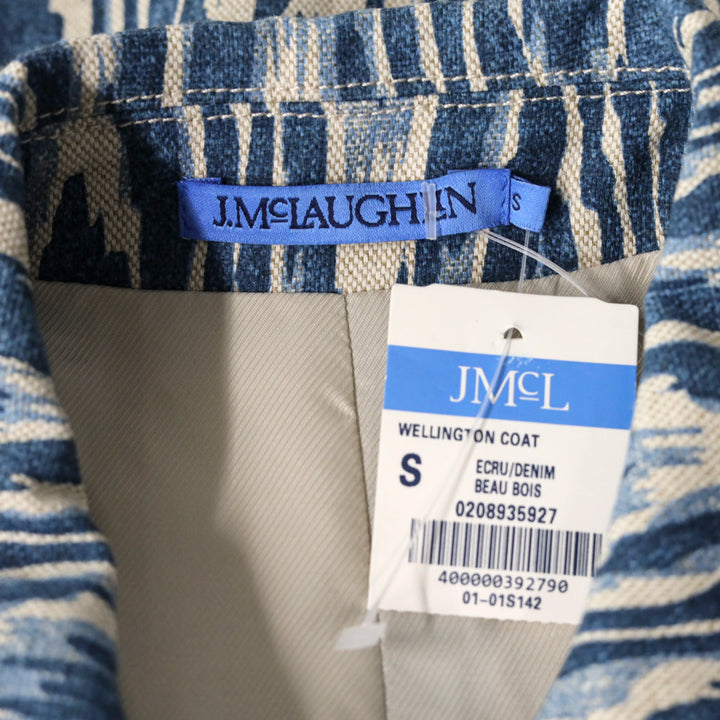 J.McLAUGHLIN
S
JMcL
WELLINGTON COAT
S
ECRU/DENIM
BEAU BOIS
0208935927
400000392790
01-01S142